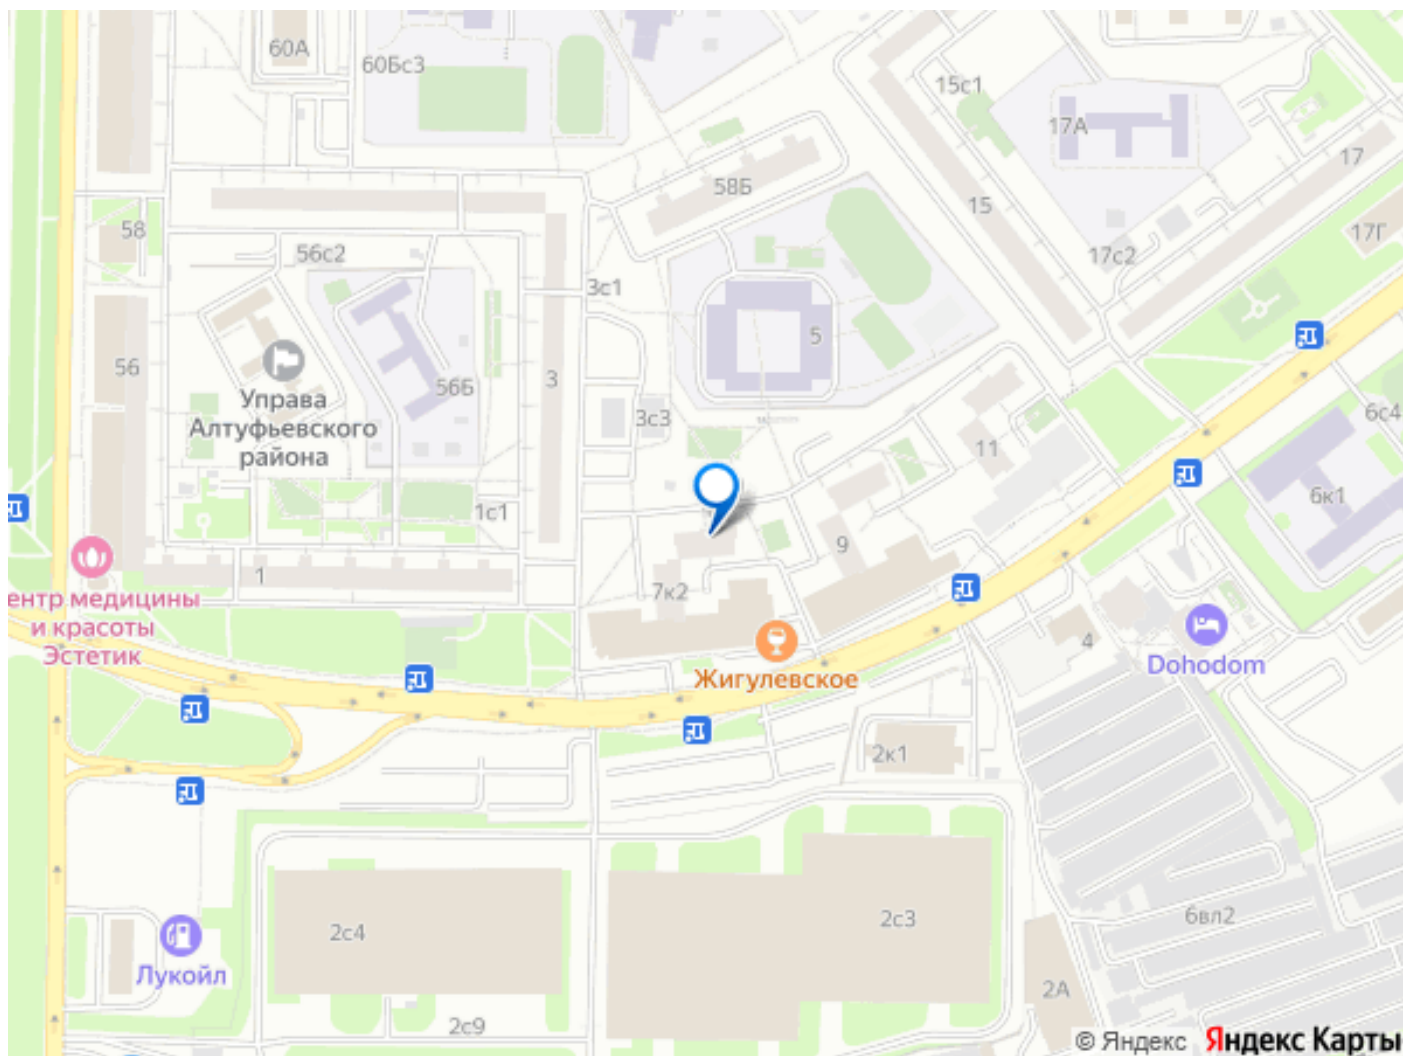 60А
60Бс3
15с1
17А
17
58Б
15
58
17Г
56с2
17с2
3с1
5
56
3
56Б
Управа
Алтуфьевского
района
3с3
6с4
11
6к1
1с1
9
1
7к2
ентр медицины
и красоты
Эстетик
4
Dohodom
Жигулевское
2к1
2с4
2с3
6вл2
Лукойл
2А
2с9
© Яндекс Яндекс Карты